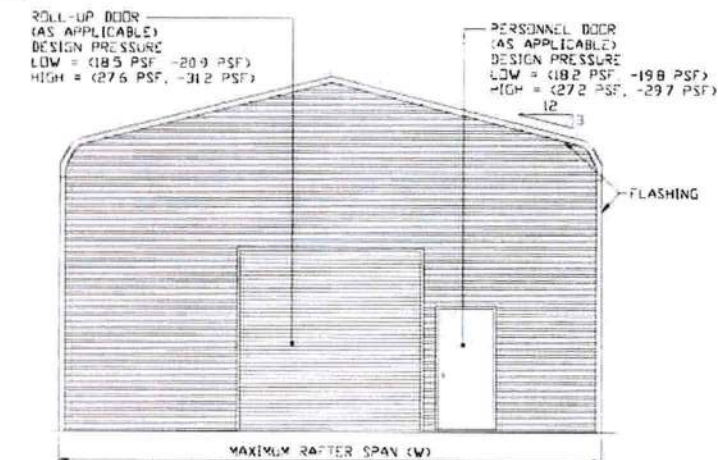 ROLL-UP DOOR
(AS APPLICABLE)
DESIGN PRESSURE
LOW = (18.5 PSF, -20.9 PSF)
HIGH = (27.6 PSF, -31.2 PSF)
PERSONNEL DOOR
(AS APPLICABLE)
DESIGN PRESSURE
LOW = (18.2 PSF, -19.8 PSF)
HIGH = (27.2 PSF, -29.7 PSF)
12
3
FLASHING
MAXIMUM RAFTER SPAN (W)